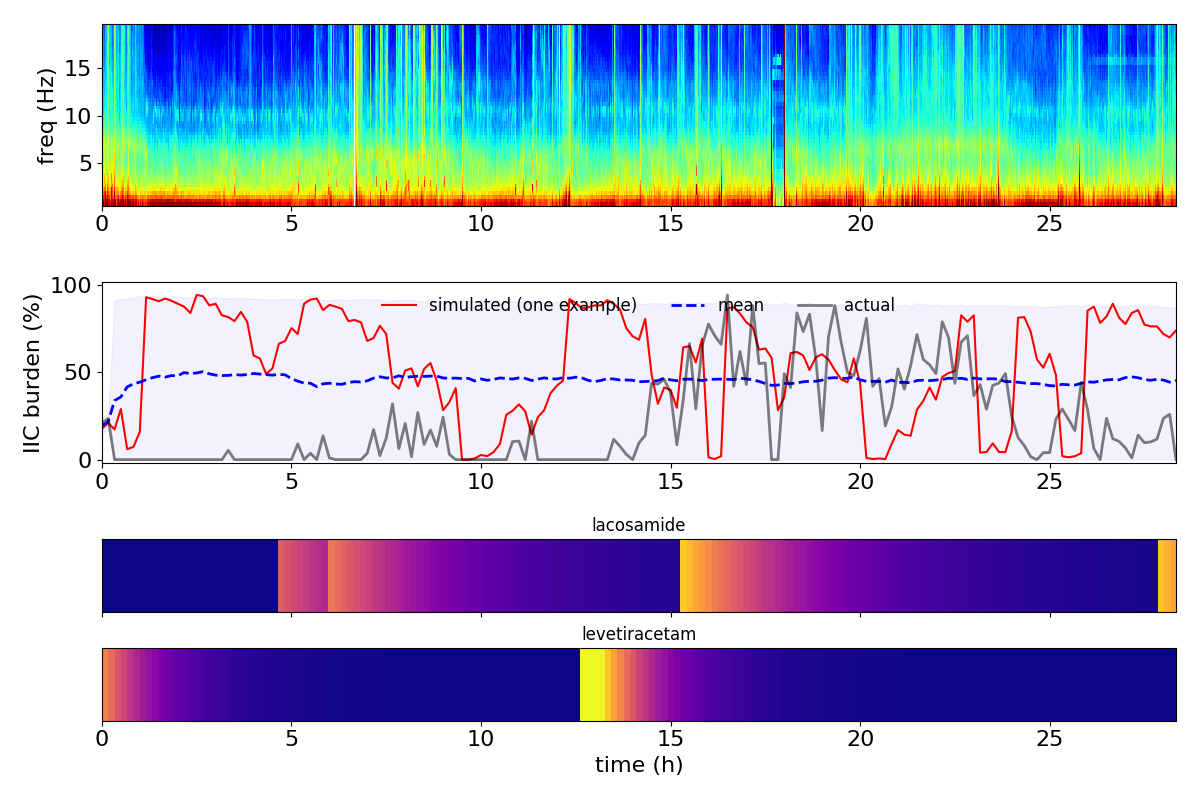 freq (Hz)
15
10
5
0 5 10 15 20 25
IIC burden (%)
100
50
0
simulated (one example) mean actual
0 5 10 15 20 25
lacosamide
levetiracetam
0 5 10 15 20 25
time (h)